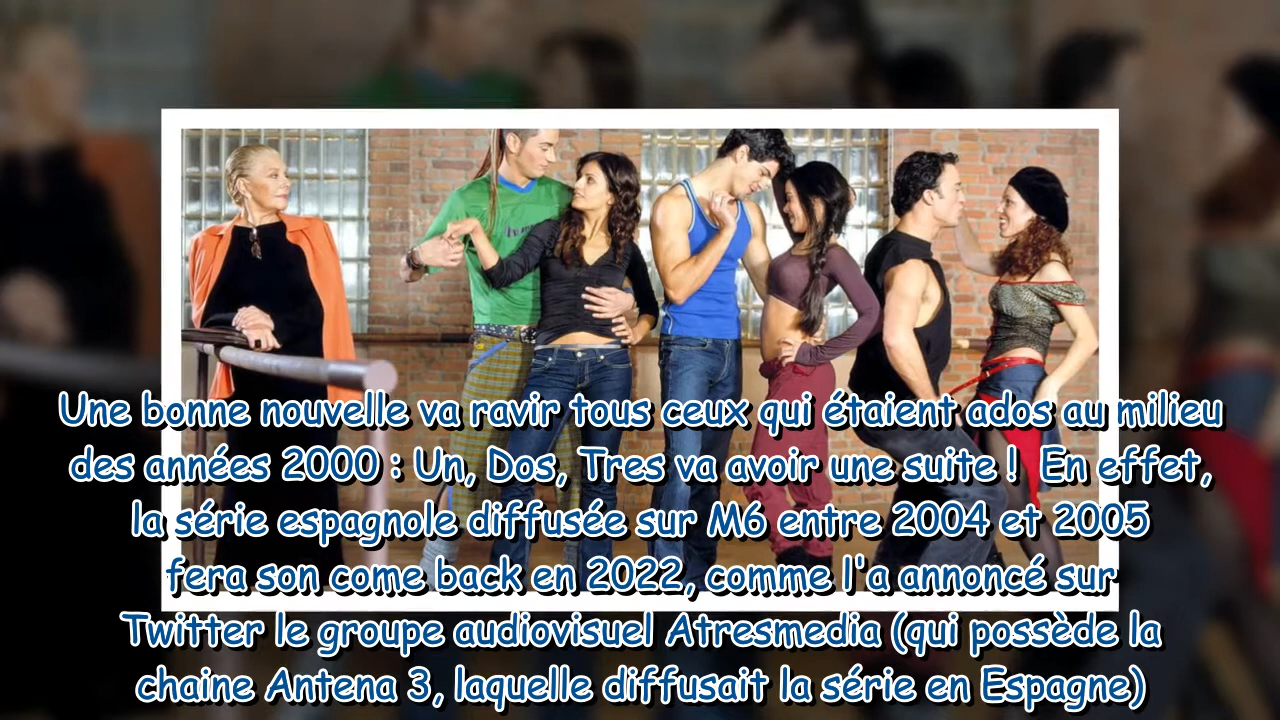 Une bonne nouvelle va ravir tous ceux qui étaient ados au milieu
des années 2000 : Un, Dos, Tres va avoir une suite !  En effet,
la série espagnole diffusée sur M6 entre 2004 et 2005
fera son come back en 2022, comme l'a annoncé sur
Twitter le groupe audiovisuel Atresmedia (qui possède la
chaine Antena 3, laquelle diffusait la série en Espagne)